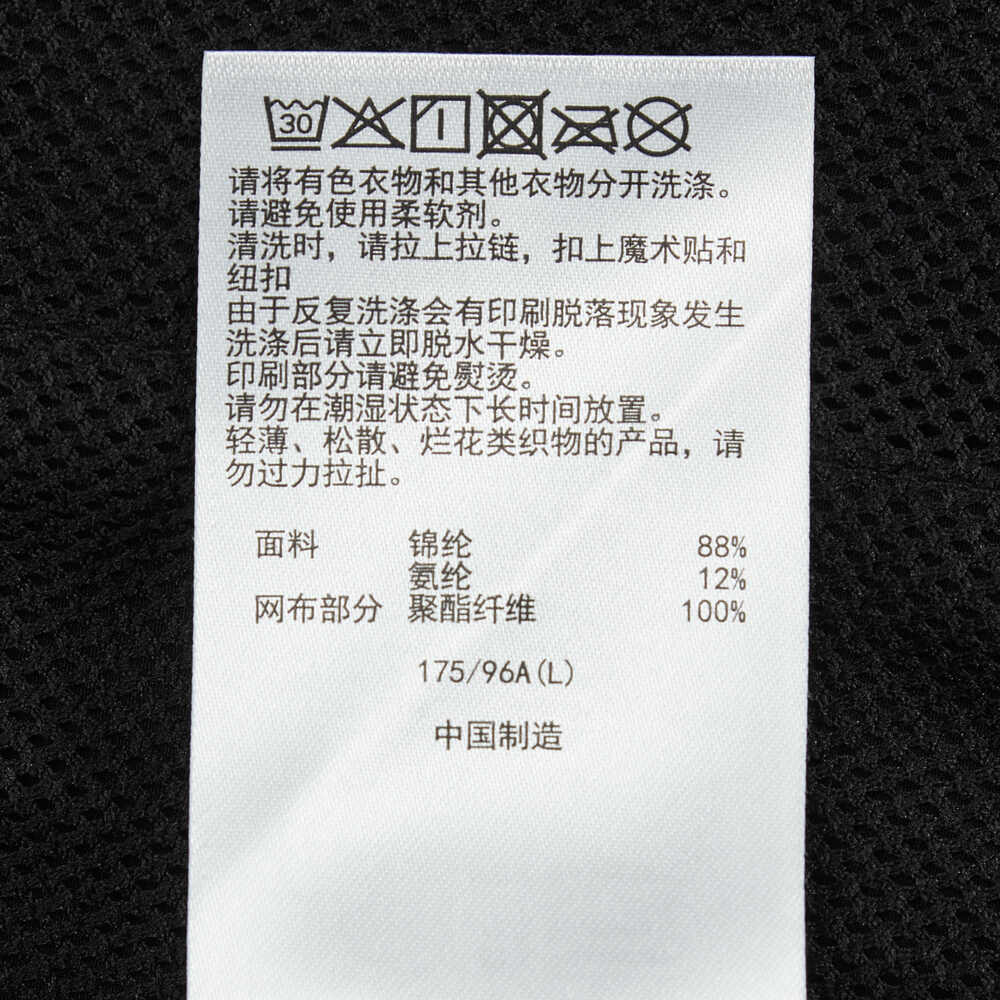 30
请将有色衣物和其他衣物分开洗涤。
请避免使用柔软剂。
清洗时，请拉上拉链，扣上魔术贴和
纽扣
由于反复洗涤会有印刷脱落现象发生
洗涤后请立即脱水干燥。
印刷部分请避免熨烫。
请勿在潮湿状态下长时间放置。
轻薄、松散、烂花类织物的产品，请
勿过力拉扯。
面料 锦纶 88%
氨纶 12%
网布部分 聚酯纤维 100%
175/96A(L)
中国制造